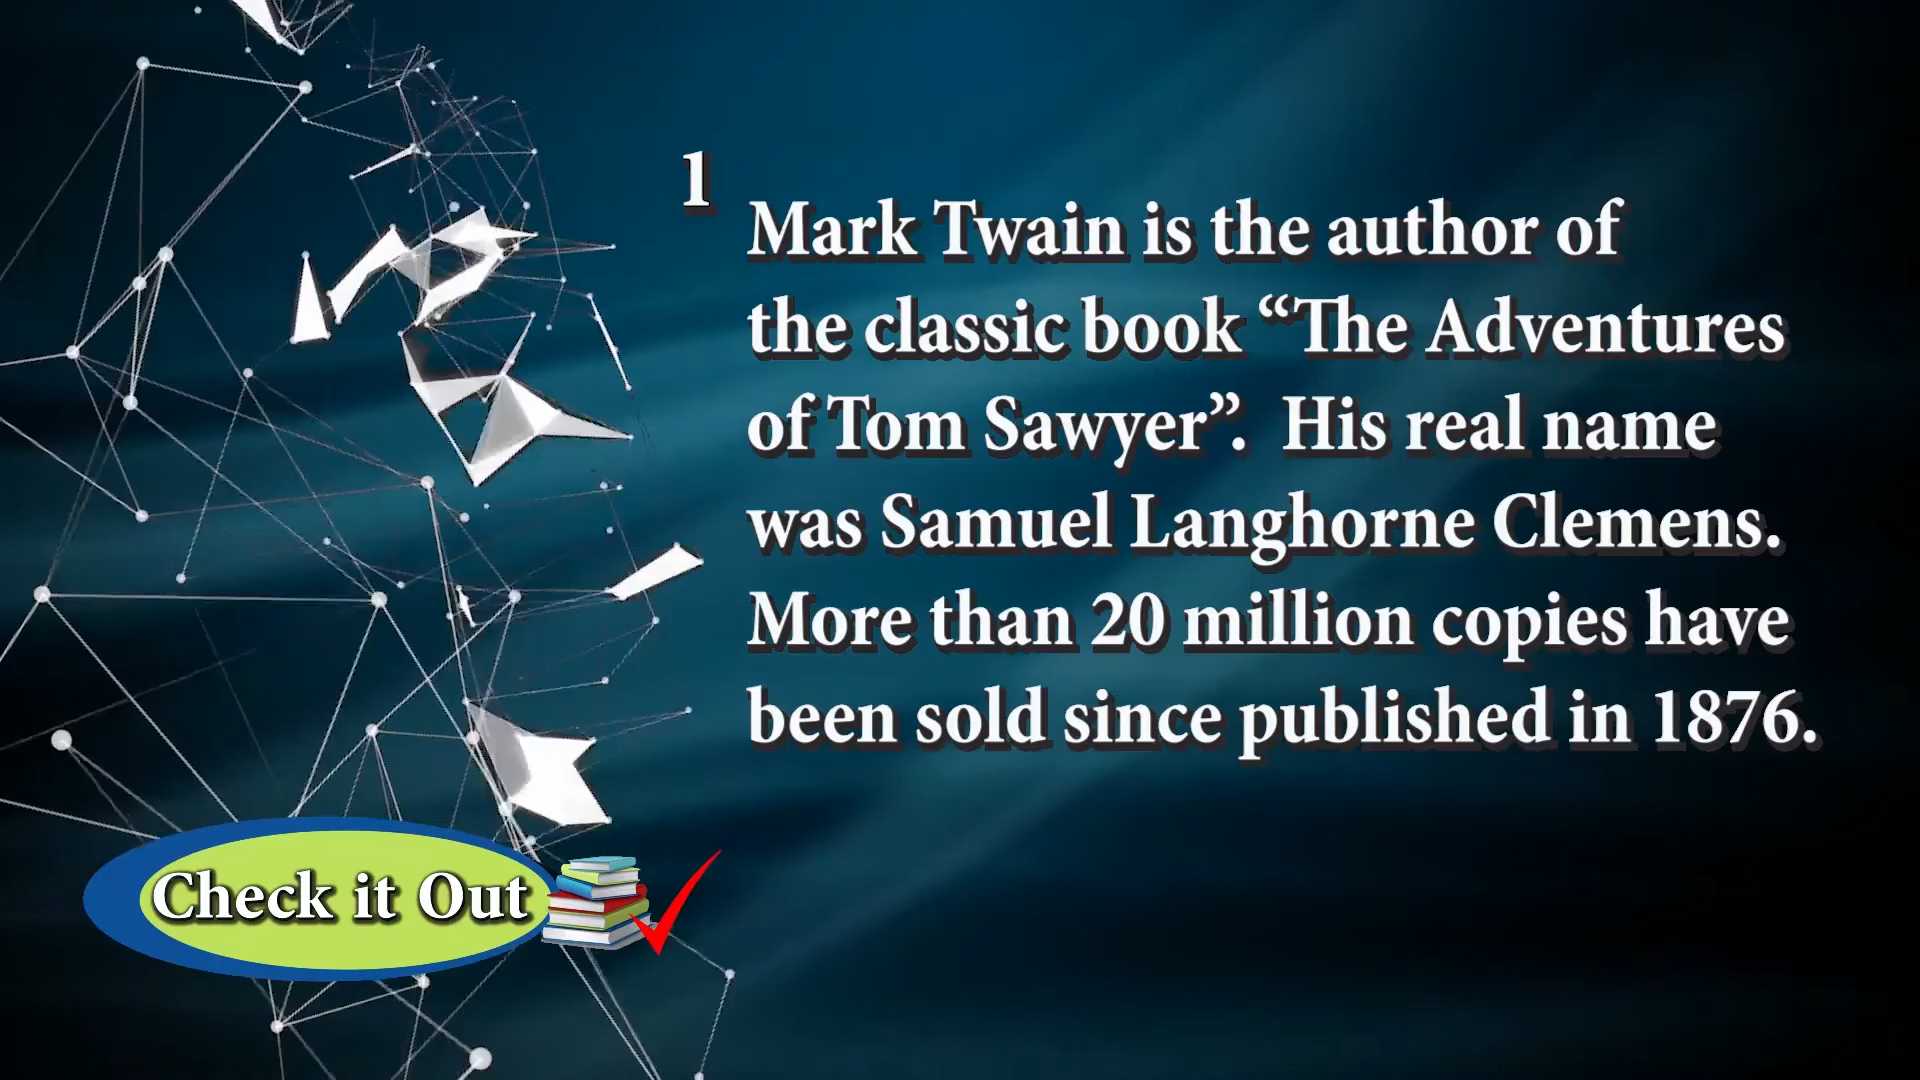 1
Mark Twain is the author of
the classic book “The Adventures
of Tom Sawyer”.  His real name
was Samuel Langhorne Clemens.
More than 20 million copies have
been sold since published in 1876.
Check it Out